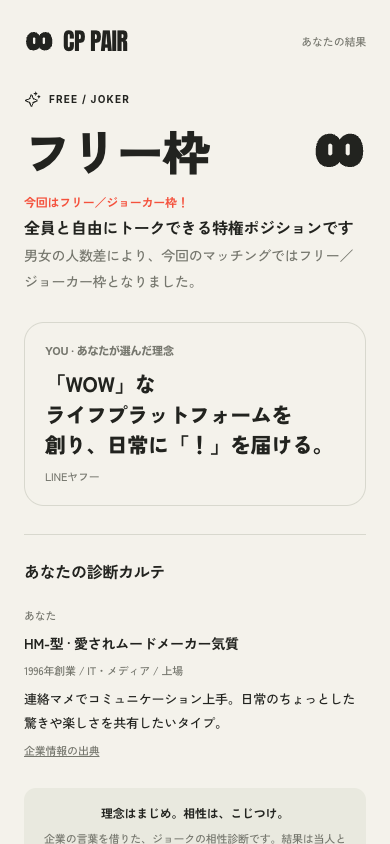 CP PAIR
あなたの結果
FREE / JOKER
フリー枠
今回はフリー／ジョーカー枠！
全員と自由にトークできる特権ポジションです
男女の人数差により、今回のマッチングではフリー／
ジョーカー枠となりました。
YOU · あなたが選んだ理念
「WOW」な
ライフプラットフォームを
創り、日常に「！」を届ける。
LINEヤフー
あなたの診断カルテ
あなた
HM-型 · 愛されムードメーカー気質
1996年創業 / IT・メディア / 上場
連絡マメでコミュニケーション上手。日常のちょっとした
驚きや楽しさを共有したいタイプ。
企業情報の出典
理念はまじめ。相性は、こじつけ。
企業の言葉を借りた、ジョークの相性診断です。結果は当人と